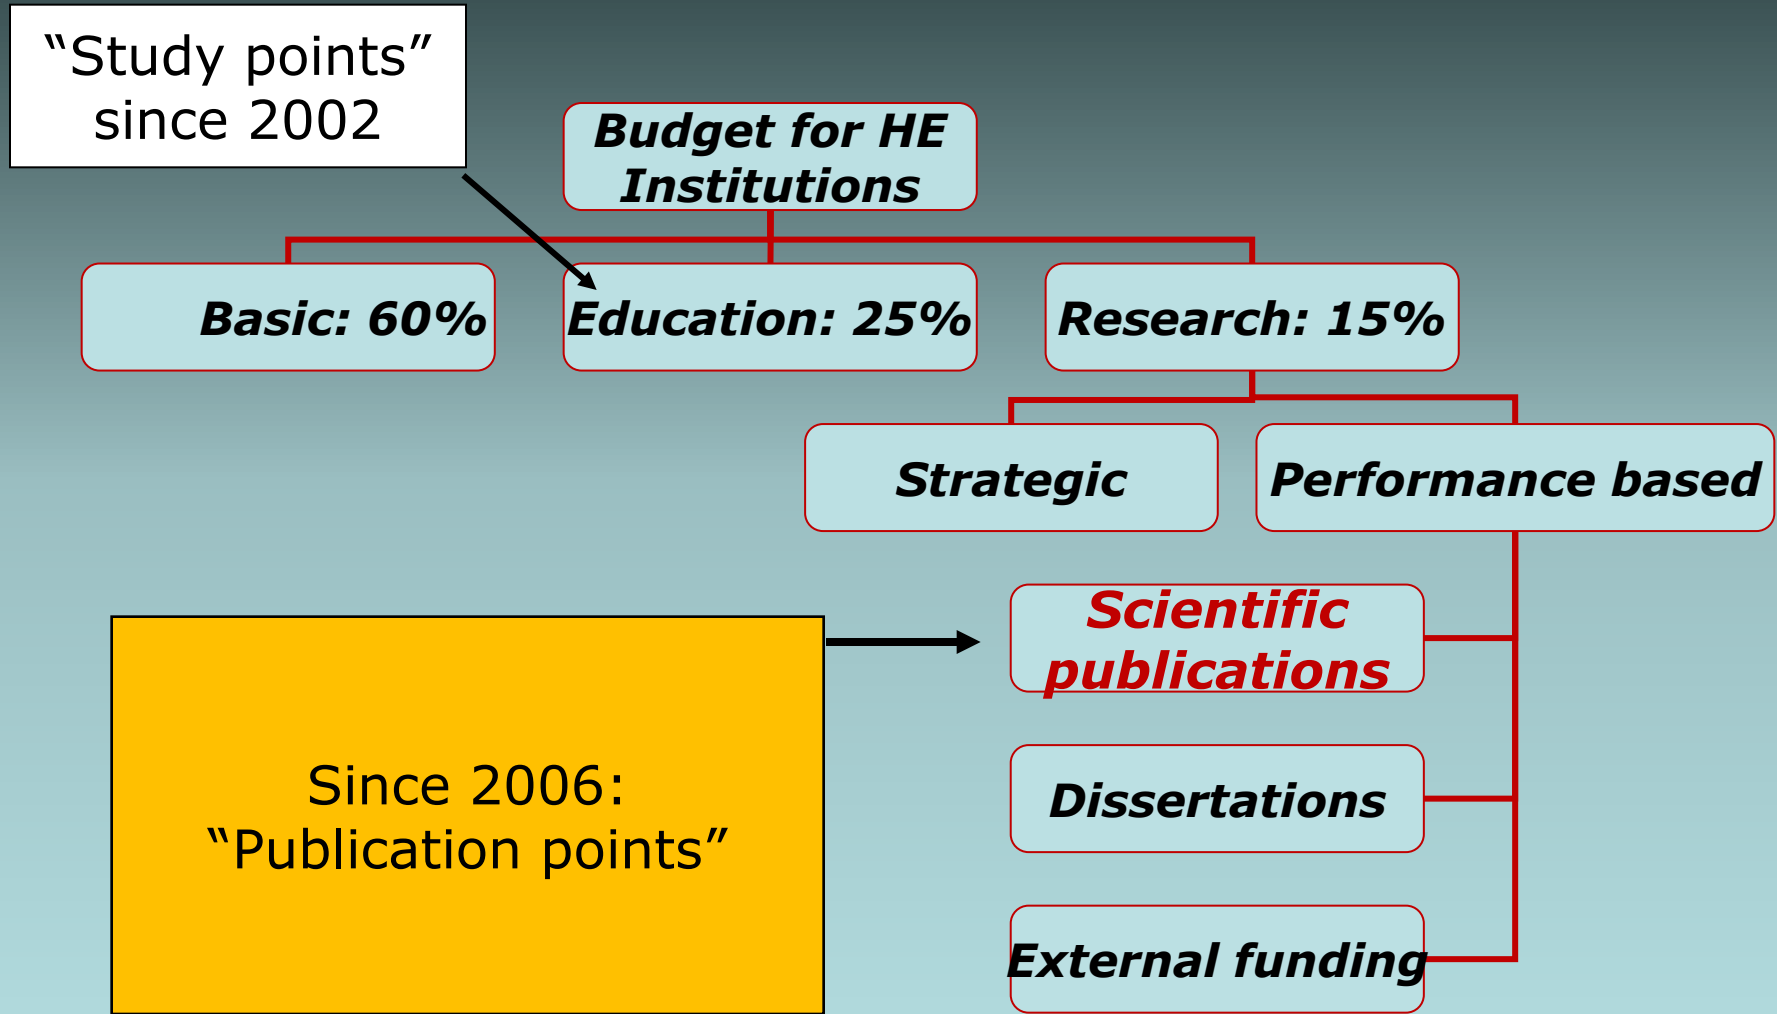 “Study points”
since 2002
Budget for HE
Institutions
Basic: 60%
Education: 25%
Research: 15%
Strategic
Performance based
Scientific
publications
Since 2006:
“Publication points”
Dissertations
External funding